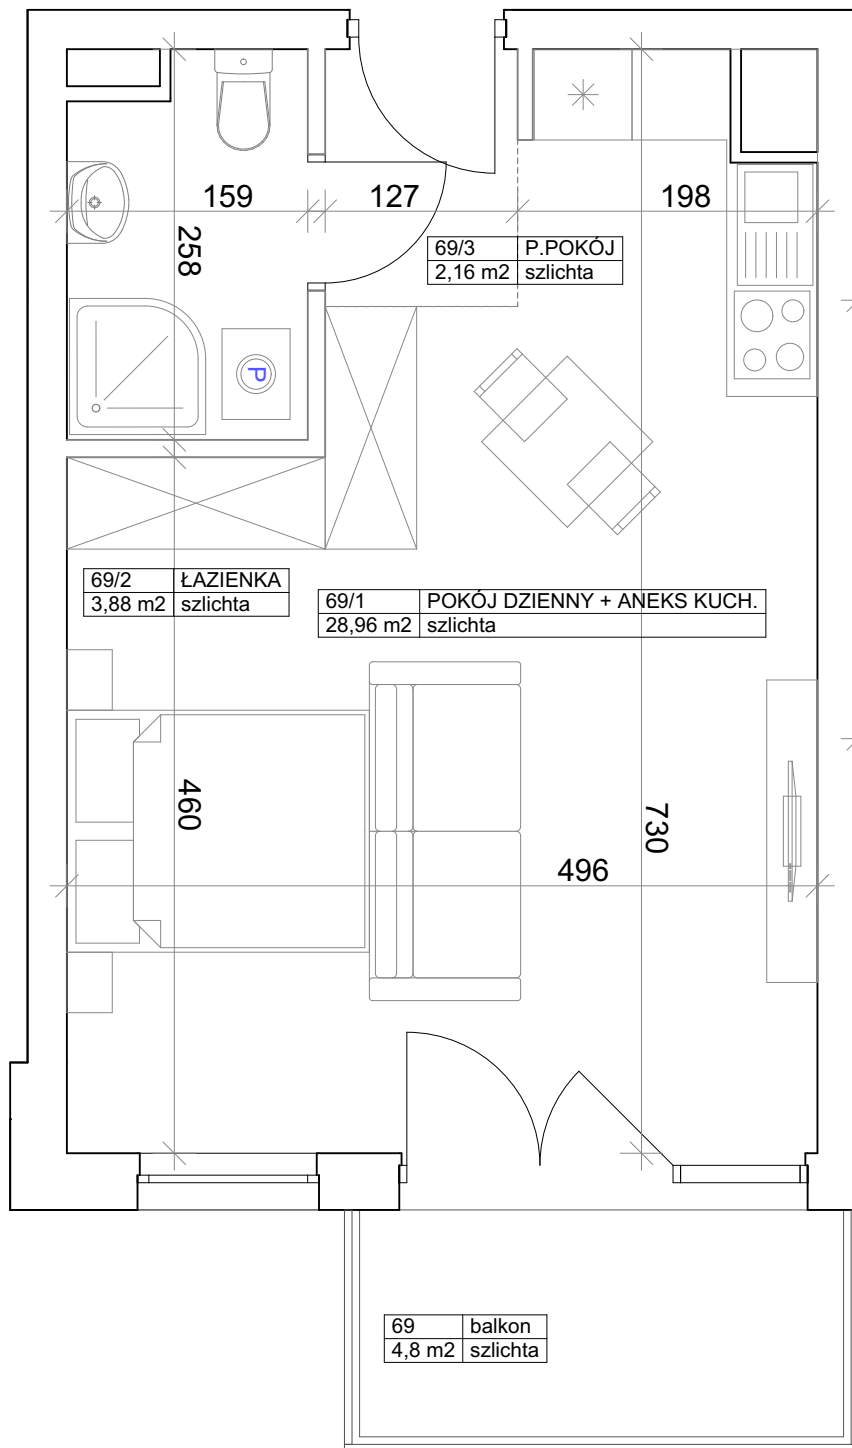 159
127
198
258
69/3 P.POKÓJ
2,16 m2 szlichta
P
69/2 ŁAZIENKA
3,88 m2 szlichta
69/1 POKÓJ DZIENNY + ANEKS KUCH.
28,96 m2 szlichta
460
730
496
69 balkon
4,8 m2 szlichta